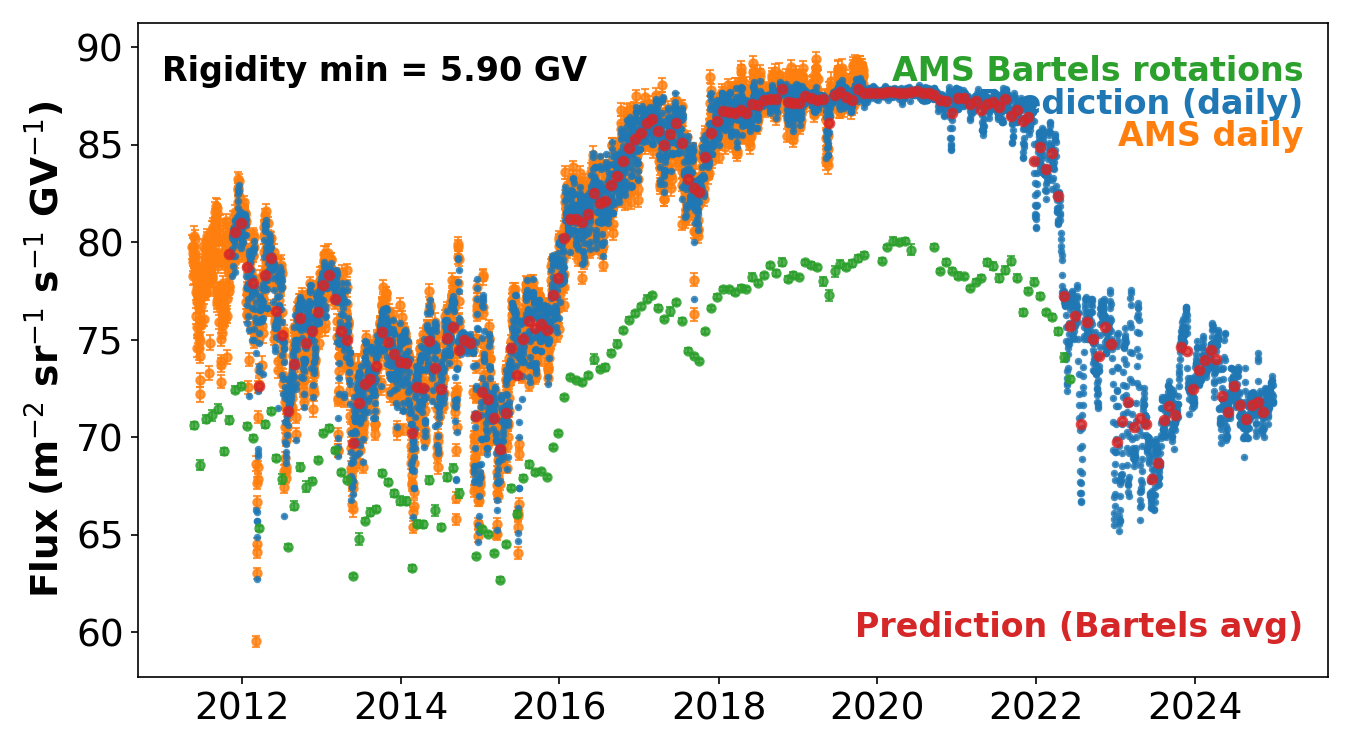 90
85
80
75
70
65
60
Flux (m⁻² sr⁻¹ s⁻¹ GV⁻¹)
Rigidity min = 5.90 GV
AMS Bartels rotations
ediction (daily)
AMS daily
Prediction (Bartels avg)
2012 2014 2016 2018 2020 2022 2024